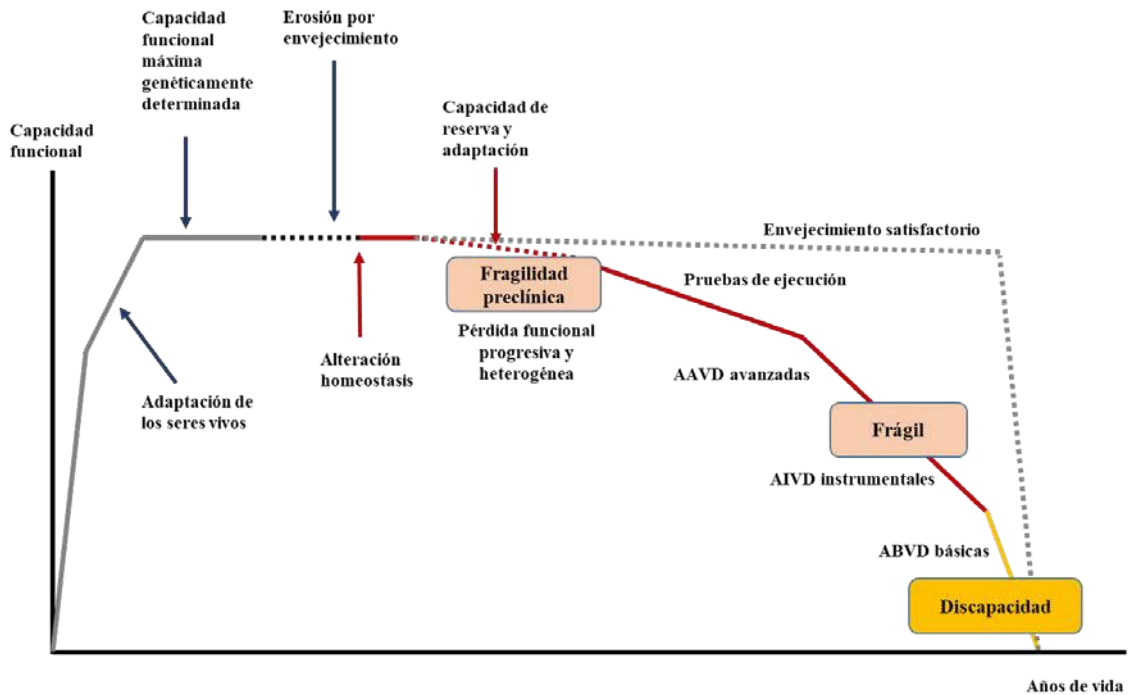 Capacidad
funcional
máxima
genéticamente
determinada
Erosión por
envejecimiento
Capacidad de
reserva y
adaptación
Capacidad
funcional
Envejecimiento satisfactorio
Fragilidad
preclínica
Pruebas de ejecución
Pérdida funcional
progresiva y
heterogénea
Alteración
homeostasis
AAVD avanzadas
Adaptación de
los seres vivos
Frágil
AIVD instrumentales
ABVD básicas
Discapacidad
Años de vida